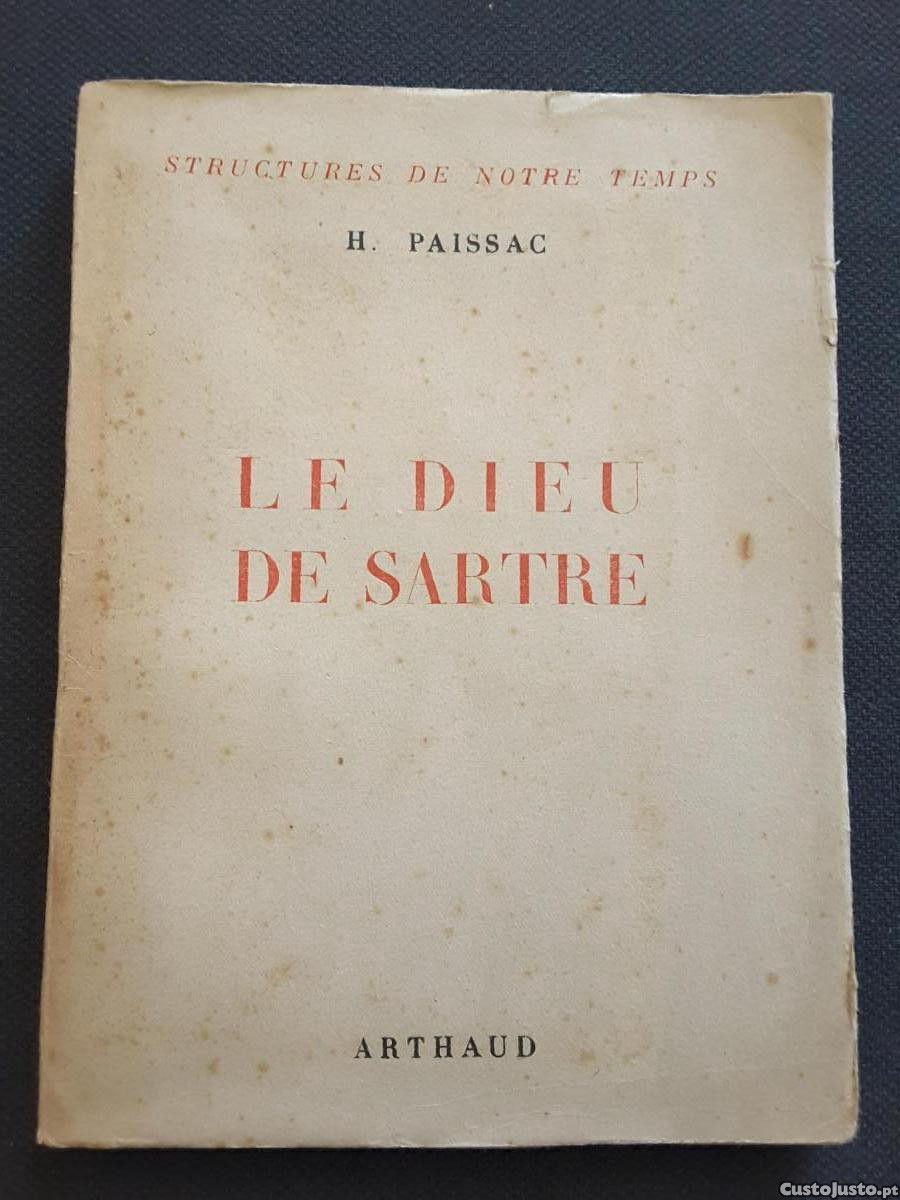 STRUCTURES DE NOTRE TEMPS
H. PAISSAC
LE DIEU
DE SARTRE
ARTHAUD
CustoJusto.pt